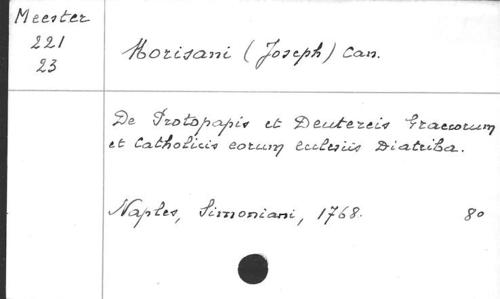 Meester
221
23
Morisani (Joseph) Can.
De Protopapis et Deutereis Graecorum
et Catholicis eorum ecclesiis Diatriba.
Naples, Simoniani, 1768. 8o